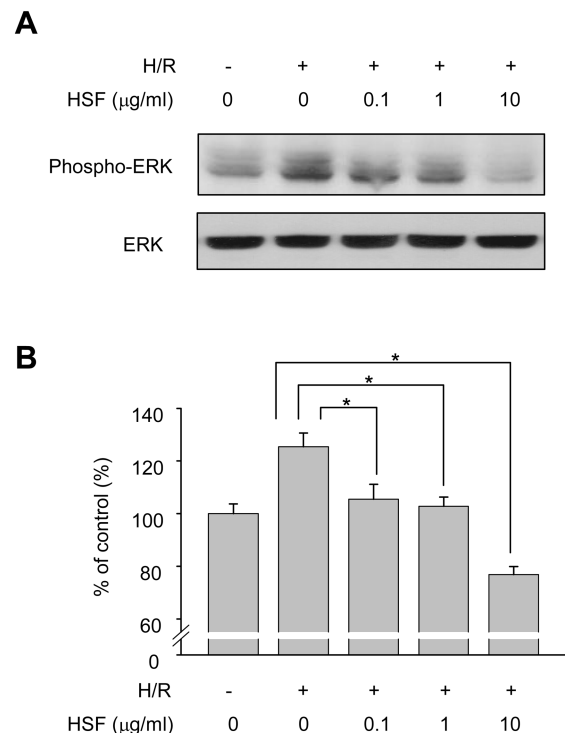 A
H/R - + + + +
HSF (μg/ml) 0 0 0.1 1 10
Phospho-ERK
ERK
B
*
*
*
% of control (%)
140
120
100
80
60
0
H/R - + + + +
HSF (μg/ml) 0 0 0.1 1 10